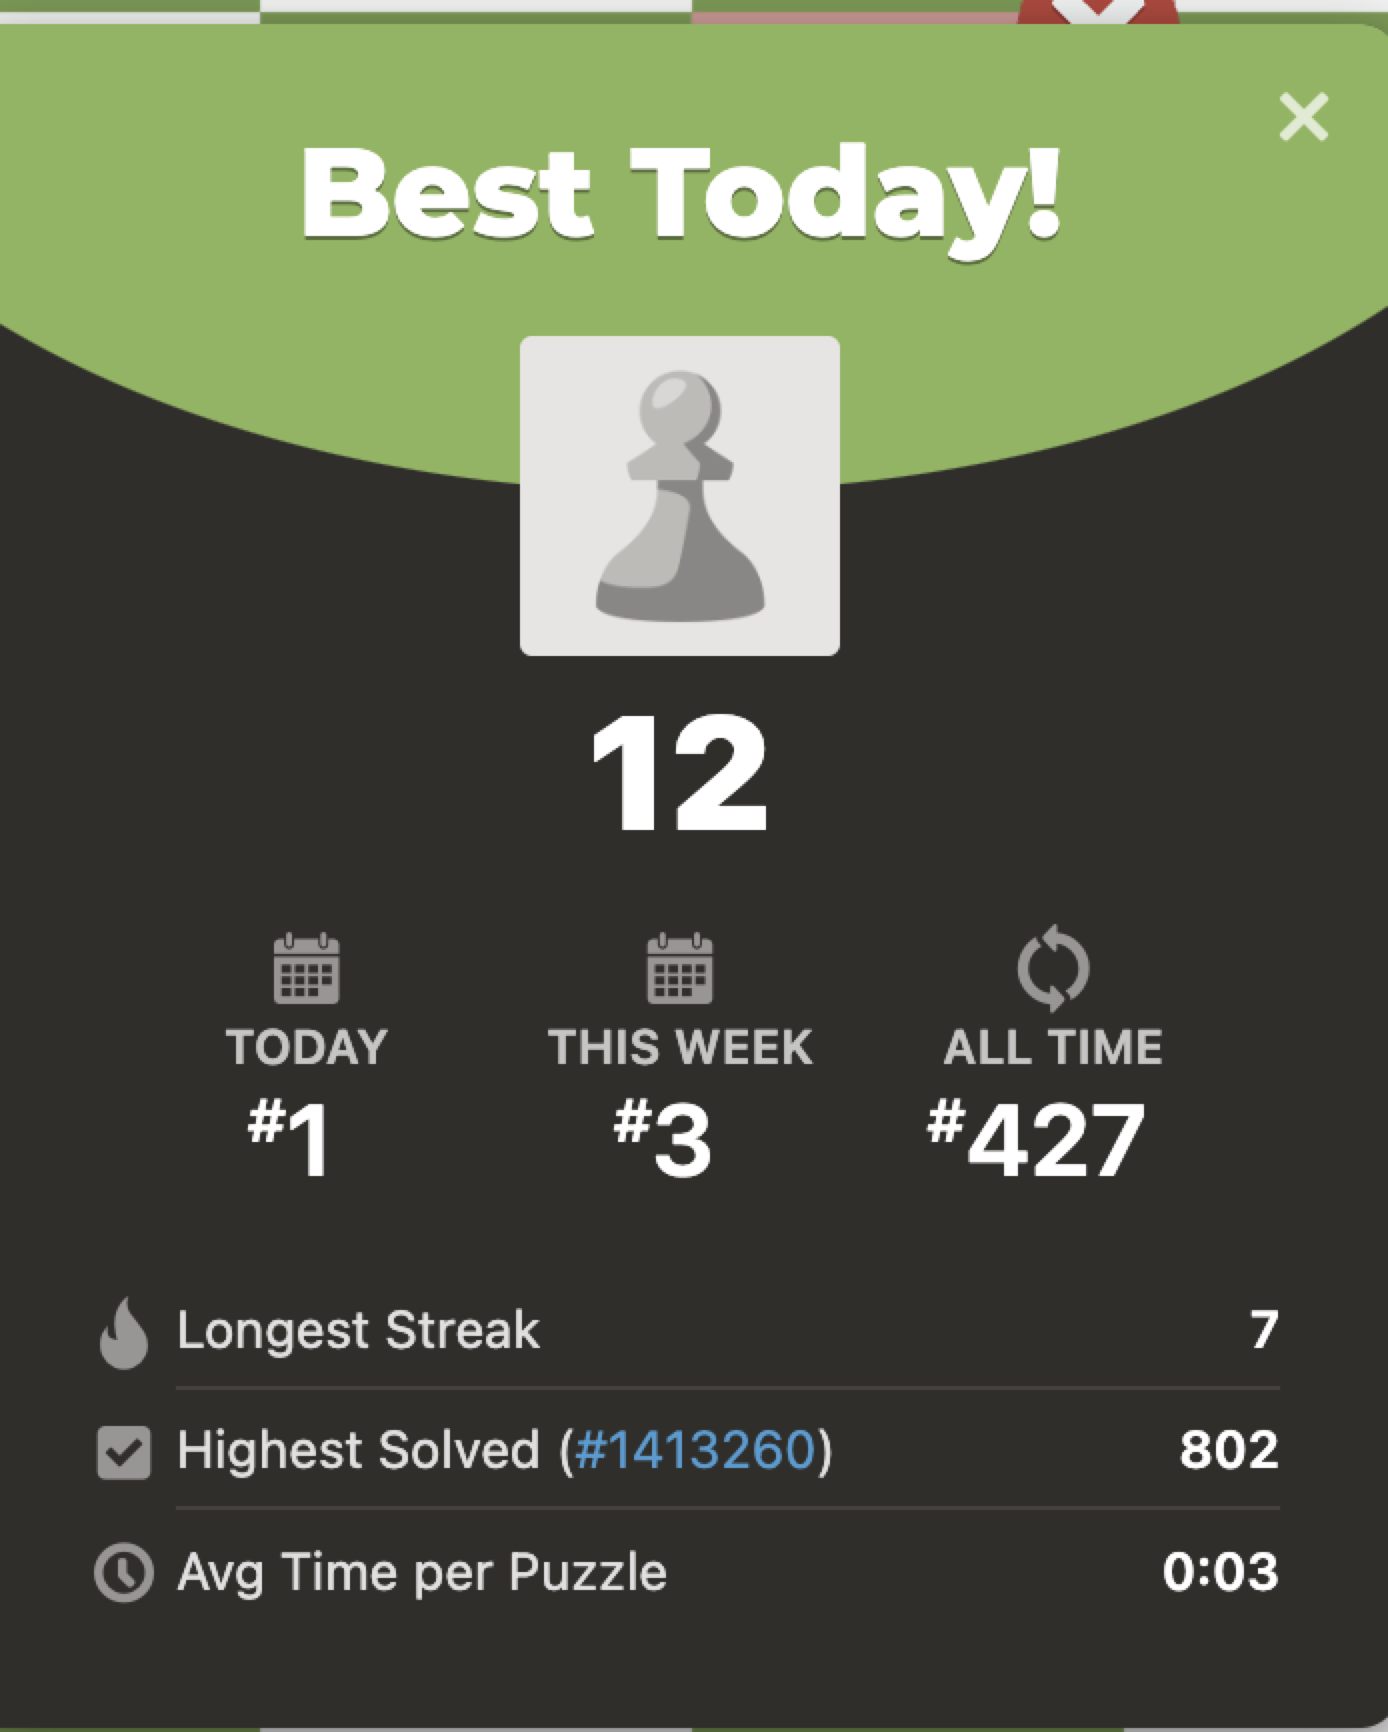 Best Today!
12
TODAY
THIS WEEK
ALL TIME
#1
#3
#427
Longest Streak 7
Highest Solved (#1413260) 802
Avg Time per Puzzle 0:03